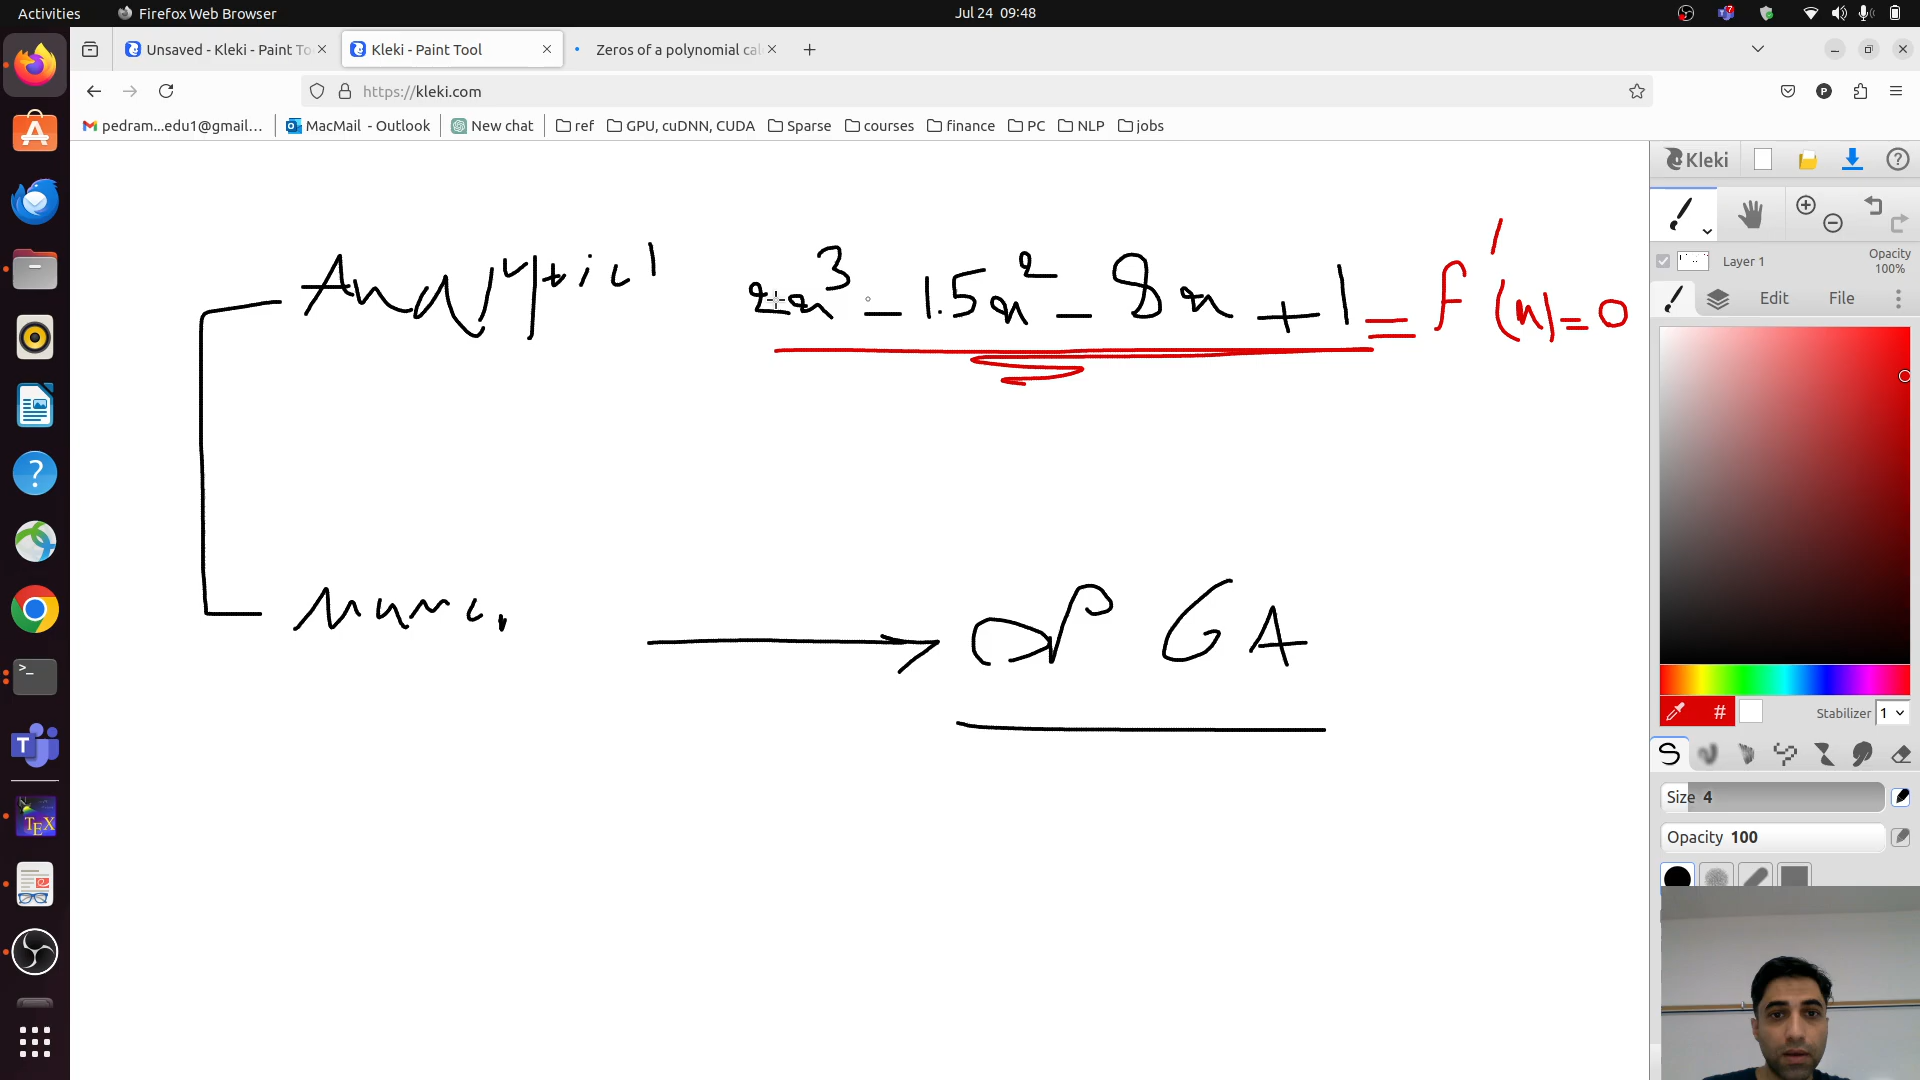 Activities
Firefox Web Browser
Jul 24 09:48
Unsaved - Kleki - Paint To
Kleki - Paint Tool
Zeros of a polynomial cal
https://kleki.com
pedram...edu1@gmail...
MacMail - Outlook
New chat
ref
GPU, cuDNN, CUDA
Sparse
courses
finance
PC
NLP
jobs
Kleki
Layer 1
Opacity
100%
Edit
File
Stabilizer 1
Size 4
Opacity 100
2x³ - 1.5x² - 8x + 1 = f'(x) = 0
GA